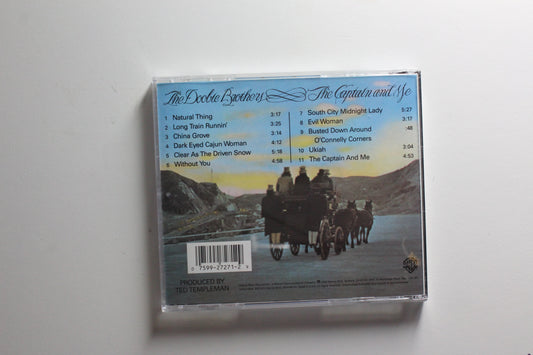 The Doobie Brothers The Captain and Me
1 Natural Thing 3:17
2 Long Train Runnin' 3:25
3 China Grove 3:14
4 Dark Eyed Cajun Woman 4:12
5 Clear As The Driven Snow 5:18
6 Without You 4:58
7 South City Midnight Lady 5:27
8 Evil Woman 3:17
9 Busted Down Around :48
O'Connelly Corners
10 Ukiah 3:04
11 The Captain And Me 4:53
0 7599-27271-2
PRODUCED BY
TED TEMPLEMAN